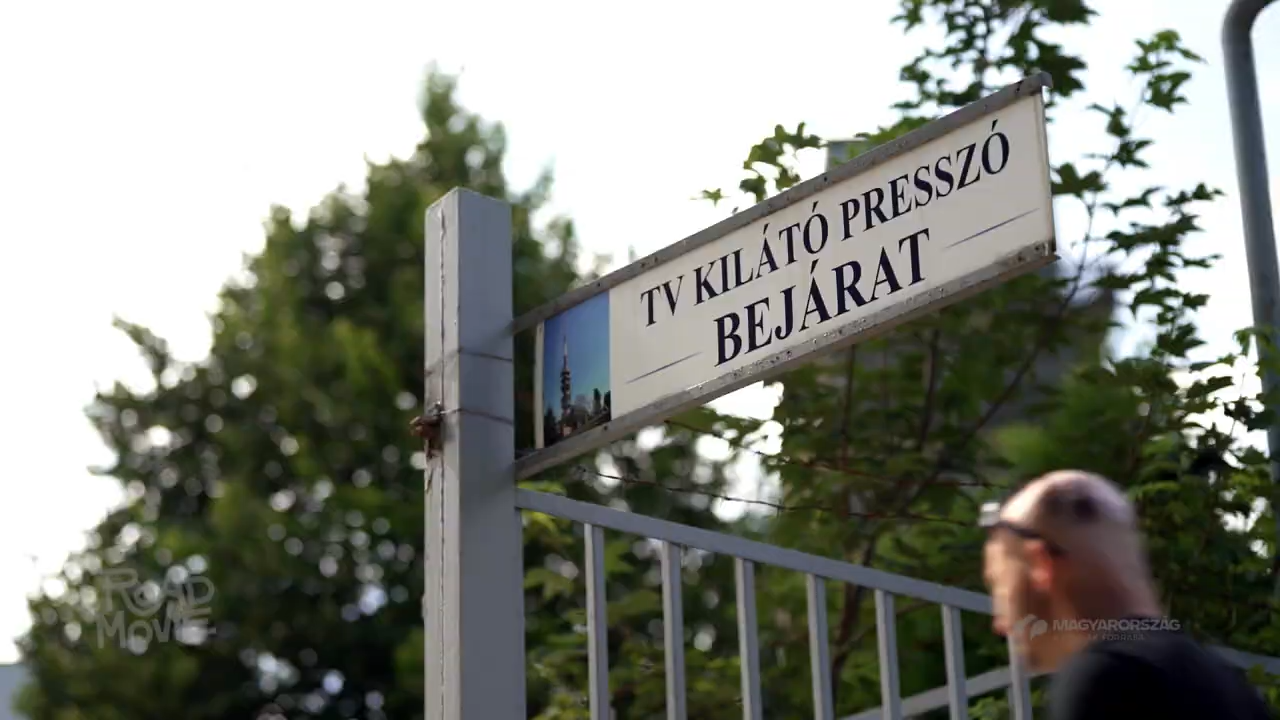 TV KILÁTÓ PRESSZÓ
BEJÁRAT
ROAD
MOVIE
MAGYARORSZÁG